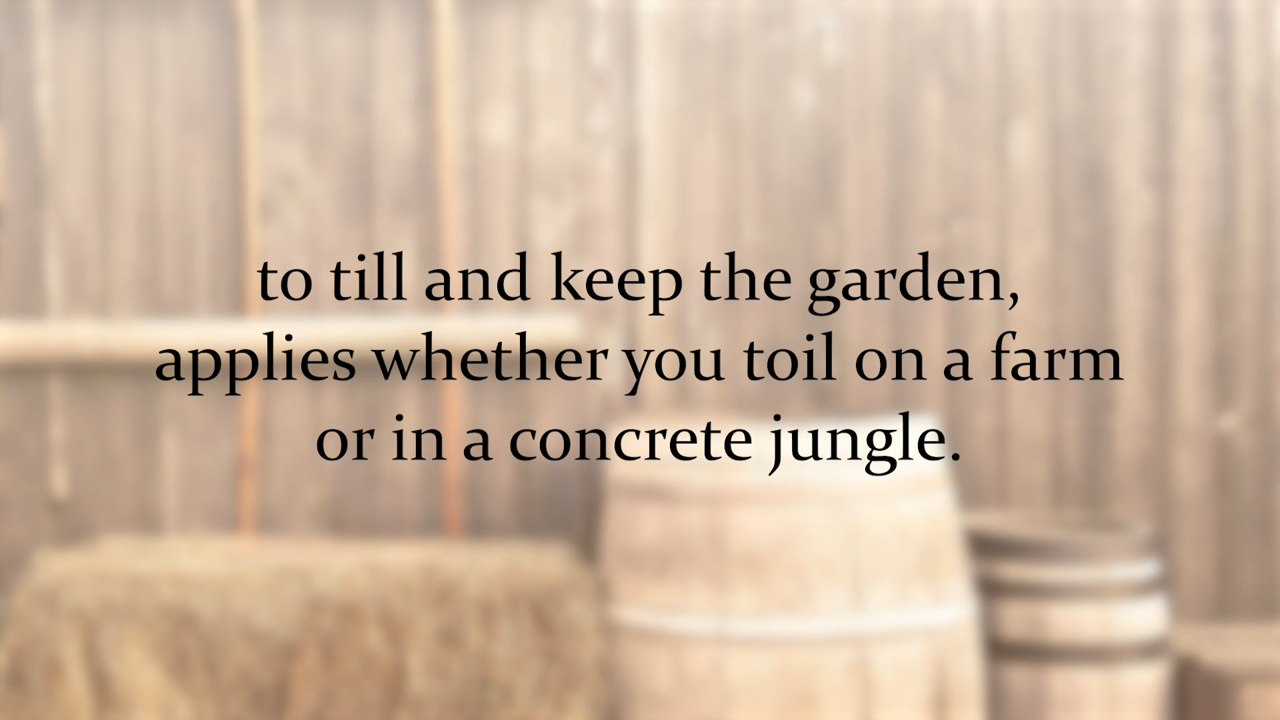 to till and keep the garden,
applies whether you toil on a farm
or in a concrete jungle.